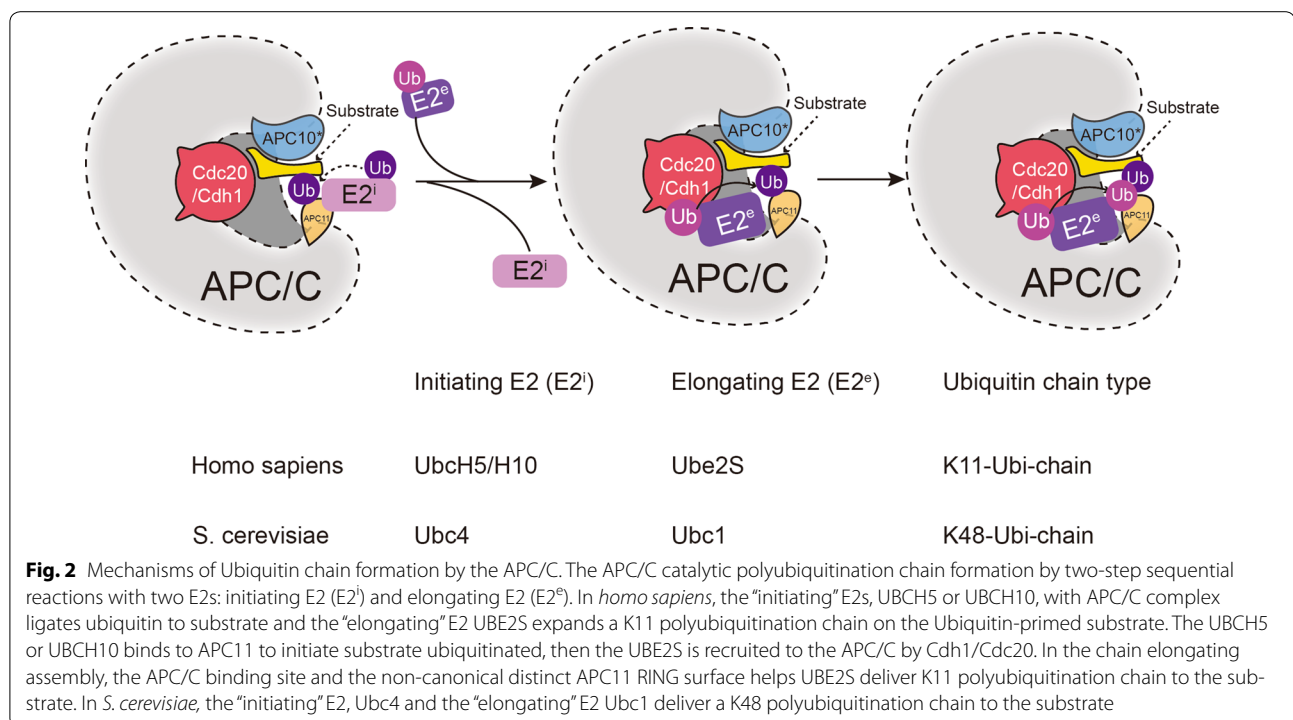 Ub
E2ᵉ
Substrate
APC10*
Cdc20
/Cdh1
Ub
Ub
E2ⁱ
APC11
APC/C
E2ⁱ
Substrate
APC10*
Cdc20
/Cdh1
Ub
Ub
E2ᵉ
APC11
APC/C
Substrate
APC10*
Cdc20
/Cdh1
Ub
Ub
Ub
E2ᵉ
APC11
APC/C
Initiating E2 (E2ⁱ) Elongating E2 (E2ᵉ) Ubiquitin chain type
Homo sapiens UbcH5/H10 Ube2S K11-Ubi-chain
S. cerevisiae Ubc4 Ubc1 K48-Ubi-chain
Fig. 2 Mechanisms of Ubiquitin chain formation by the APC/C. The APC/C catalytic polyubiquitination chain formation by two-step sequential
reactions with two E2s: initiating E2 (E2ⁱ) and elongating E2 (E2ᵉ). In homo sapiens, the “initiating” E2s, UBCH5 or UBCH10, with APC/C complex
ligates ubiquitin to substrate and the “elongating” E2 UBE2S expands a K11 polyubiquitination chain on the Ubiquitin-primed substrate. The UBCH5
or UBCH10 binds to APC11 to initiate substrate ubiquitinated, then the UBE2S is recruited to the APC/C by Cdh1/Cdc20. In the chain elongating
assembly, the APC/C binding site and the non-canonical distinct APC11 RING surface helps UBE2S deliver K11 polyubiquitination chain to the sub-
strate. In S. cerevisiae, the “initiating” E2, Ubc4 and the “elongating” E2 Ubc1 deliver a K48 polyubiquitination chain to the substrate